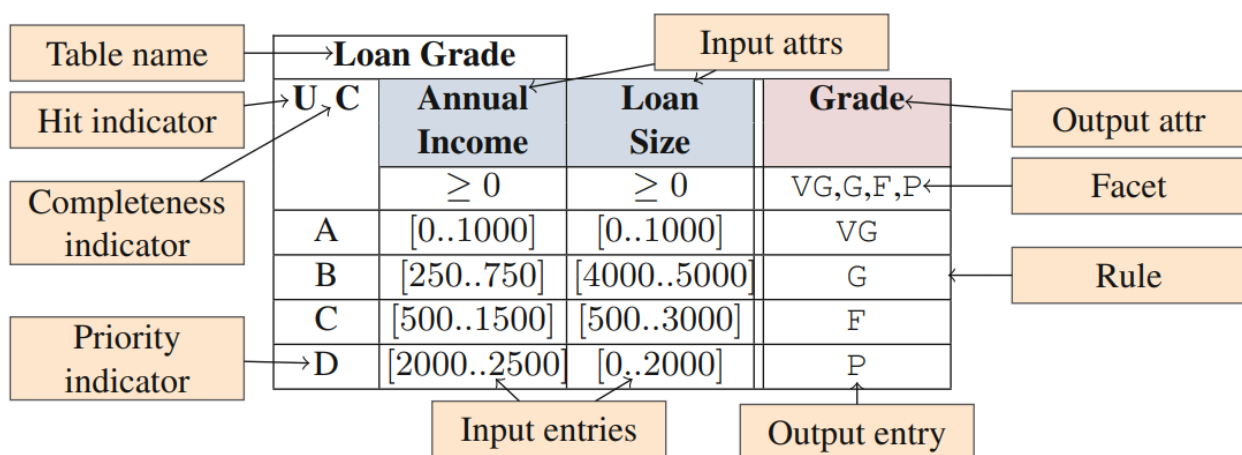 Table name
Loan Grade
Input attrs
Hit indicator
U C
Annual
Income
Loan
Size
Grade
Output attr
Completeness
indicator
≥ 0
≥ 0
VG,G,F,P
Facet
A
[0..1000]
[0..1000]
VG
B
[250..750]
[4000..5000]
G
Rule
C
[500..1500]
[500..3000]
F
Priority
indicator
D
[2000..2500]
[0..2000]
P
Input entries
Output entry